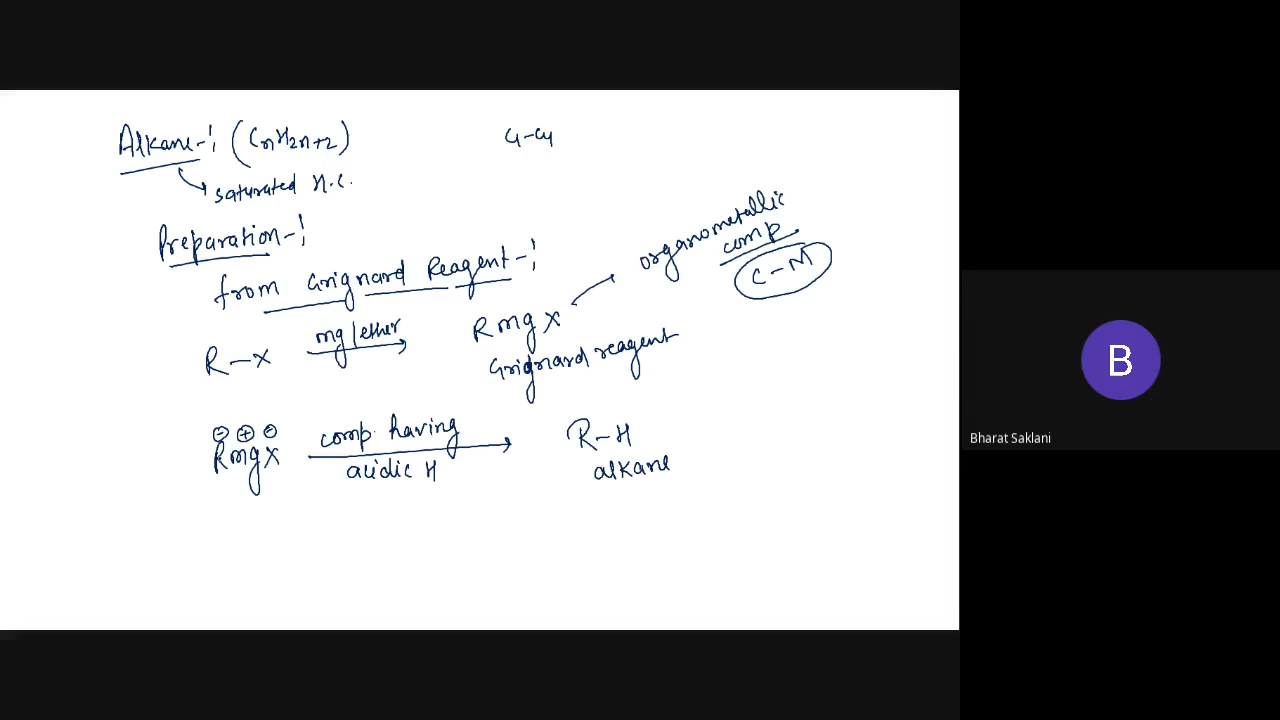 Alkane-! (CnH2n+2)
C1-C4
saturated H.C.
Preparation-!
from Grignard Reagent-!
organometallic
comp
C-M
R-X mg/ether RmgX
Grignard reagent
⊖ ⊕ ⊖
RmgX comp. having R-H
acidic H alkane
B
Bharat Saklani